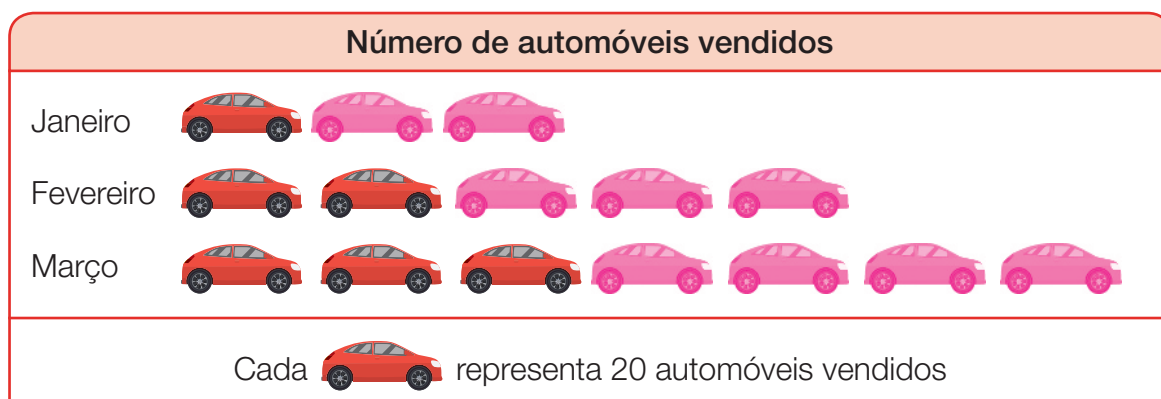 Número de automóveis vendidos
Janeiro
Fevereiro
Março
Cada representa 20 automóveis vendidos